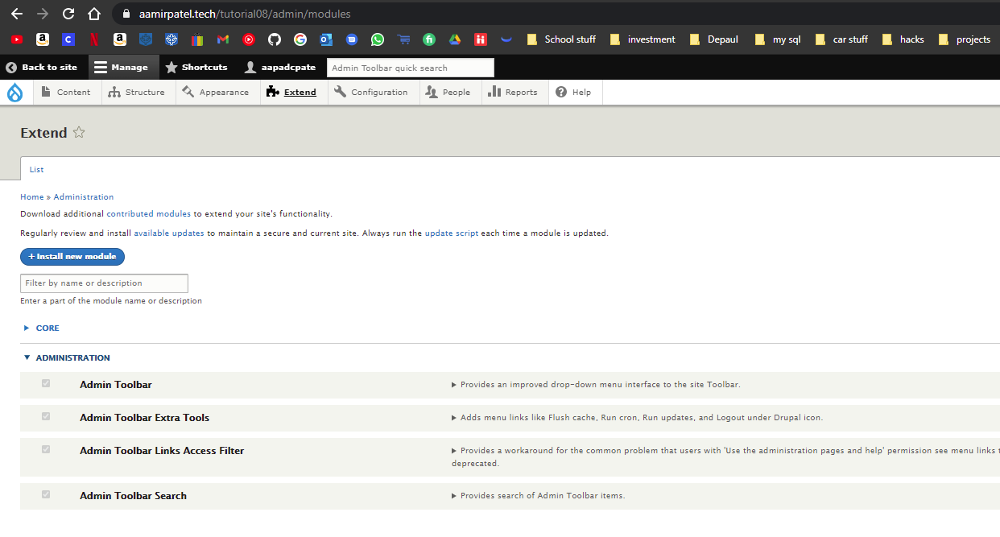 aamirpatel.tech/tutorial08/admin/modules
School stuff investment Depaul my sql car stuff hacks projects
Back to site Manage Shortcuts aapadcpate Admin Toolbar quick search
Content Structure Appearance Extend Configuration People Reports Help
Extend
List
Home » Administration
Download additional contributed modules to extend your site's functionality.
Regularly review and install available updates to maintain a secure and current site. Always run the update script each time a module is updated.
+ Install new module
Filter by name or description
Enter a part of the module name or description
CORE
ADMINISTRATION
Admin Toolbar Provides an improved drop-down menu interface to the site Toolbar.
Admin Toolbar Extra Tools Adds menu links like Flush cache, Run cron, Run updates, and Logout under Drupal icon.
Admin Toolbar Links Access Filter Provides a workaround for the common problem that users with 'Use the administration pages and help' permission see menu links
deprecated.
Admin Toolbar Search Provides search of Admin Toolbar items.